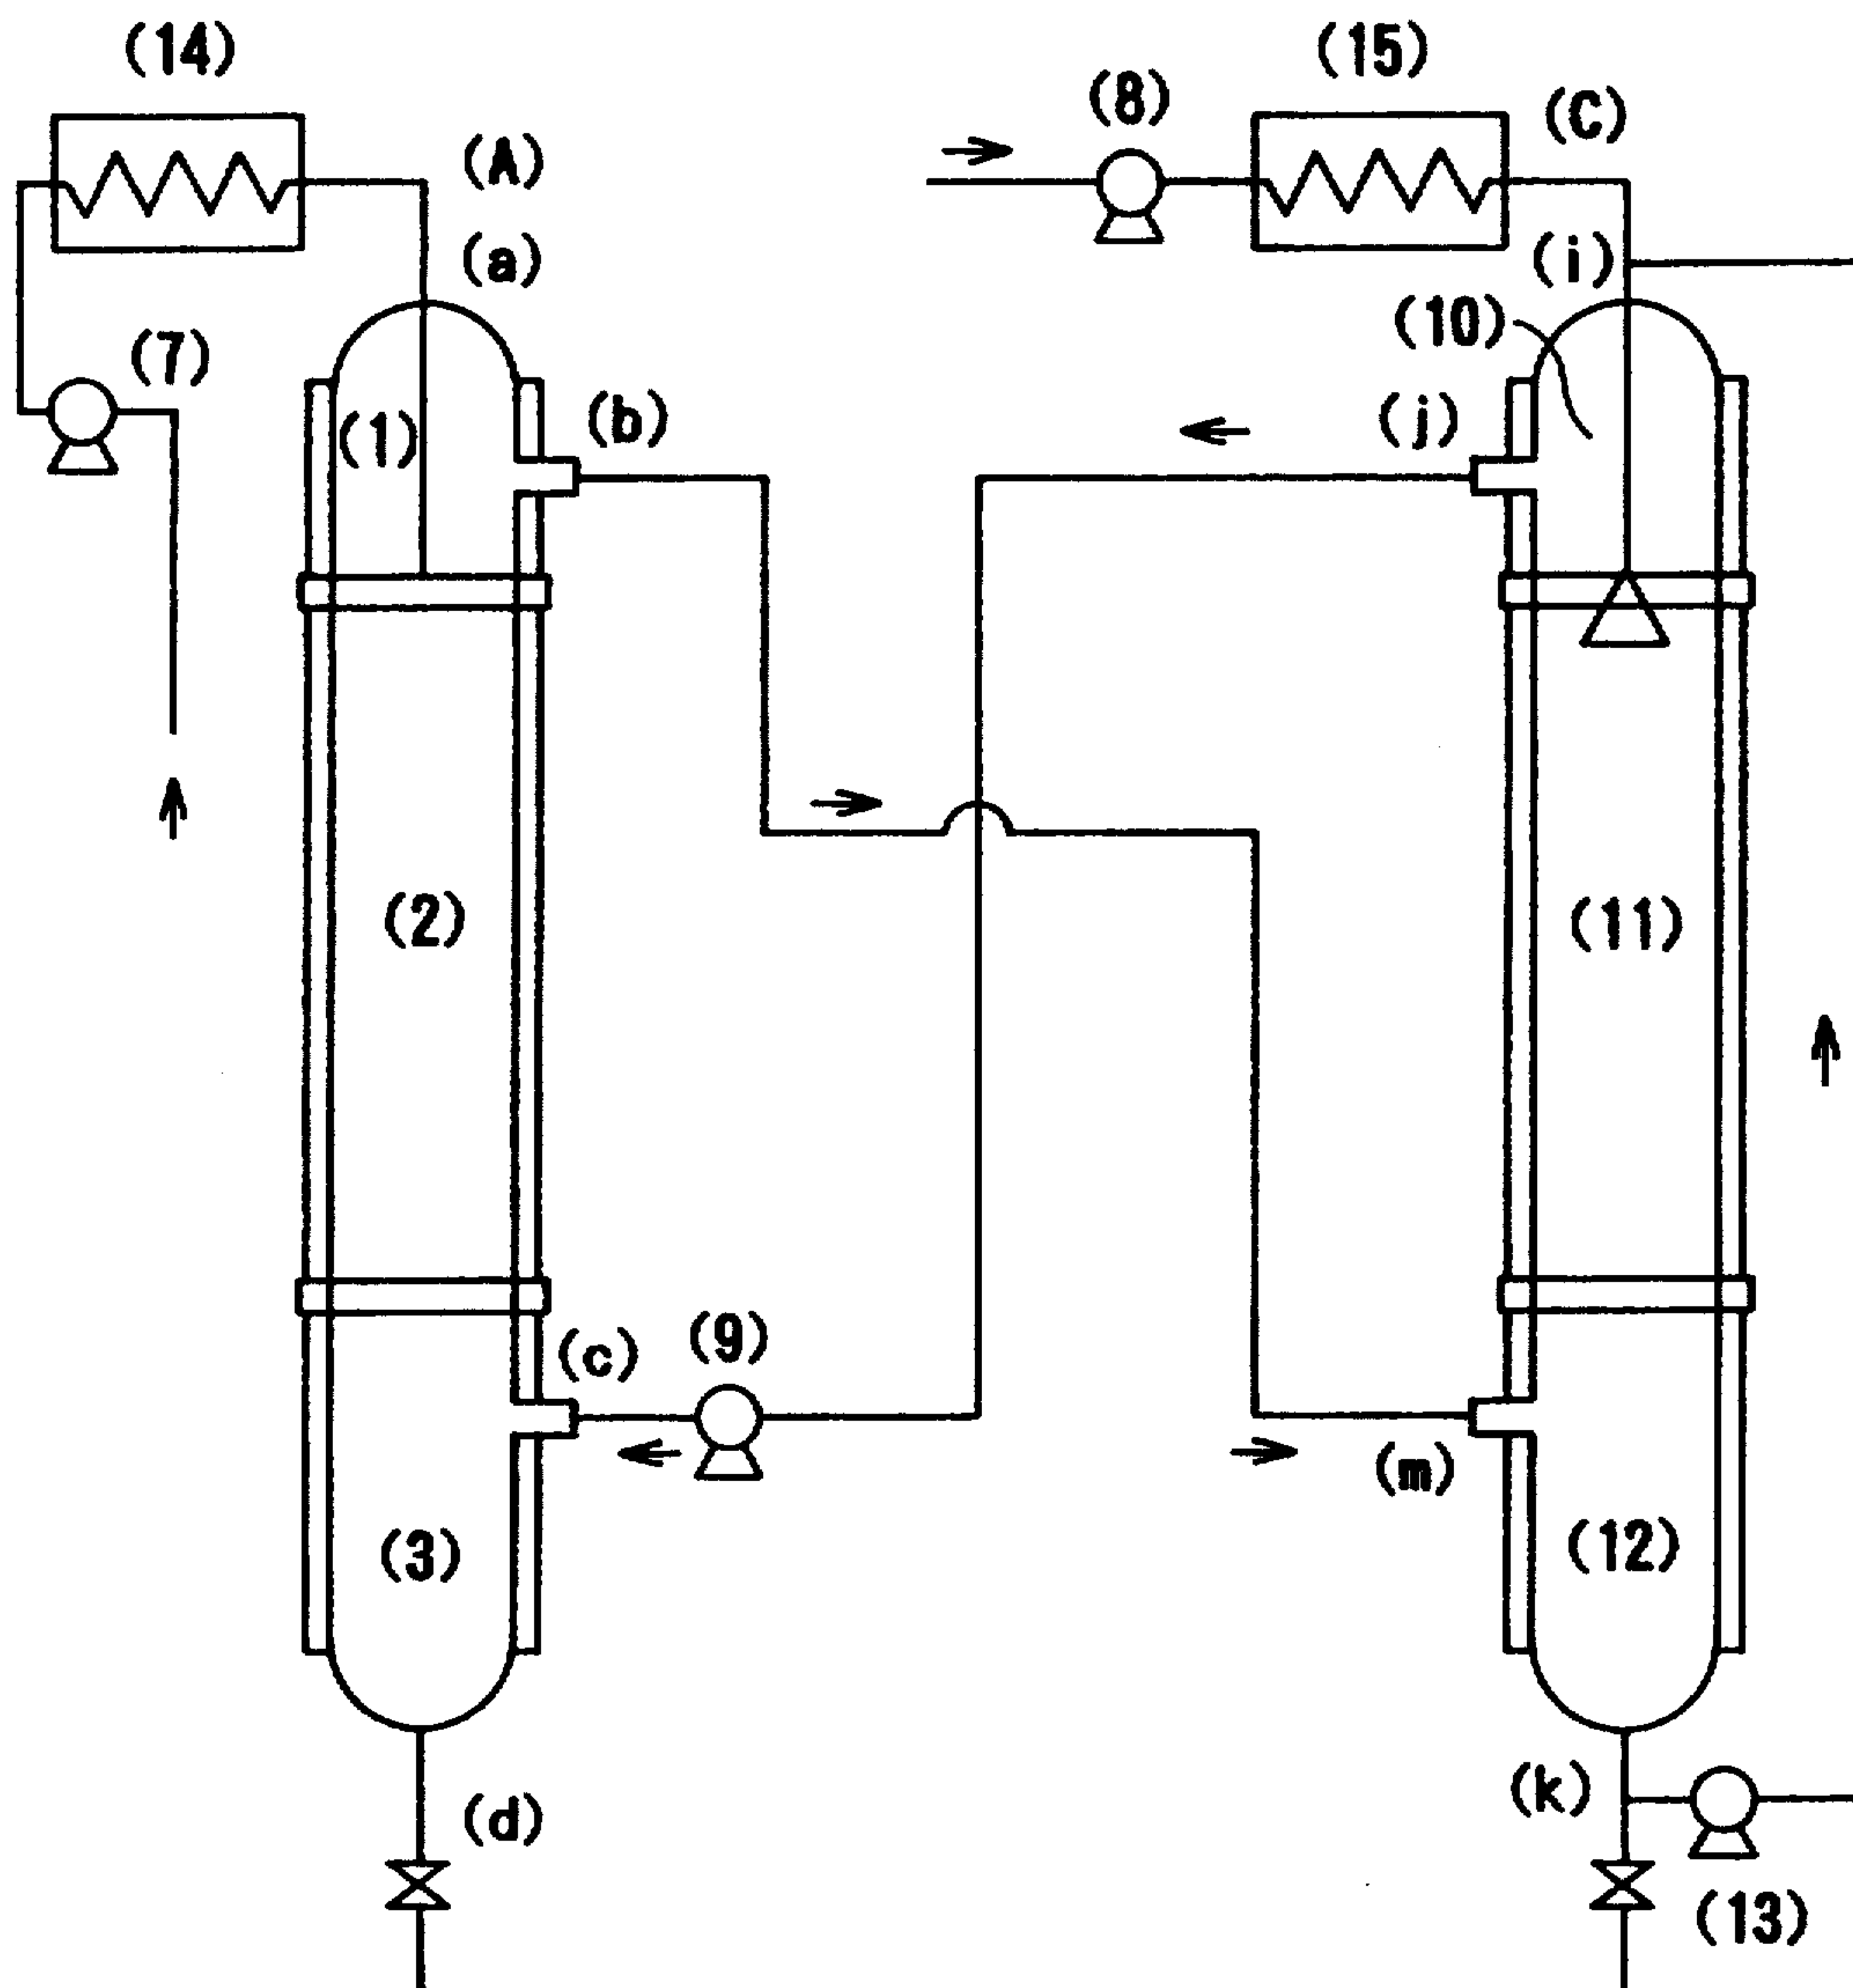 (14)
(15)
(8)
(C)
(A)
(a)
(i)
(10)
(7)
(b)
(j)
(1)
(2)
(11)
(c)
(9)
(m)
(3)
(12)
(k)
(d)
(13)